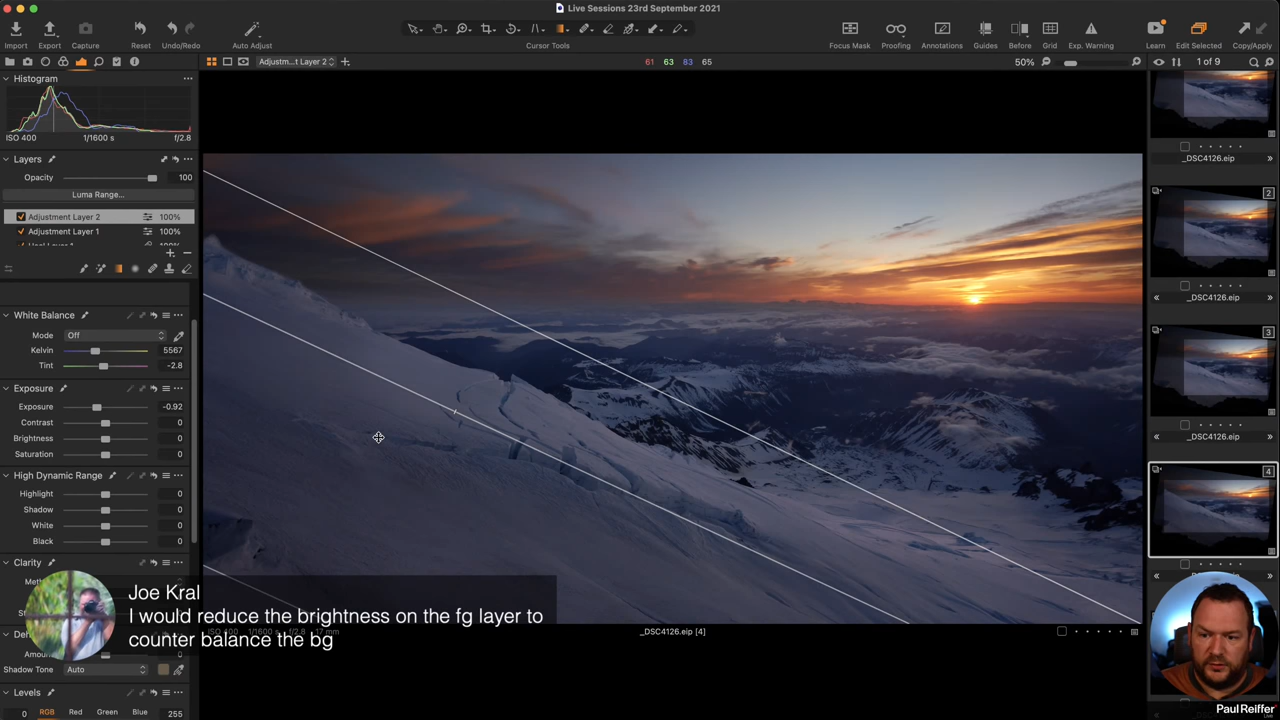 Live Sessions 23rd September 2021
Import
Export
Capture
Reset
Undo/Redo
Auto Adjust
Cursor Tools
Focus Mask
Proofing
Annotations
Guides
Before
Grid
Exp. Warning
Learn
Edit Selected
Copy/Apply
Adjustm...t Layer 2
61 63 83 65
50%
1 of 9
Histogram
ISO 400
1/1600 s
f/2.8
Layers
Opacity
100
Luma Range...
Adjustment Layer 2
100%
Adjustment Layer 1
100%
White Balance
Mode
Off
Kelvin
5567
Tint
-2.8
Exposure
Exposure
-0.92
Contrast
0
Brightness
0
Saturation
0
High Dynamic Range
Highlight
0
Shadow
0
White
0
Black
0
Clarity
Shadow Tone
Auto
Levels
0
RGB
Red
Green
Blue
255
Joe Kral
I would reduce the brightness on the fg layer to
counter balance the bg
_DSC4126.eip [4]
_DSC4126.eip
2
_DSC4126.eip
3
_DSC4126.eip
4
Paul Reiffer